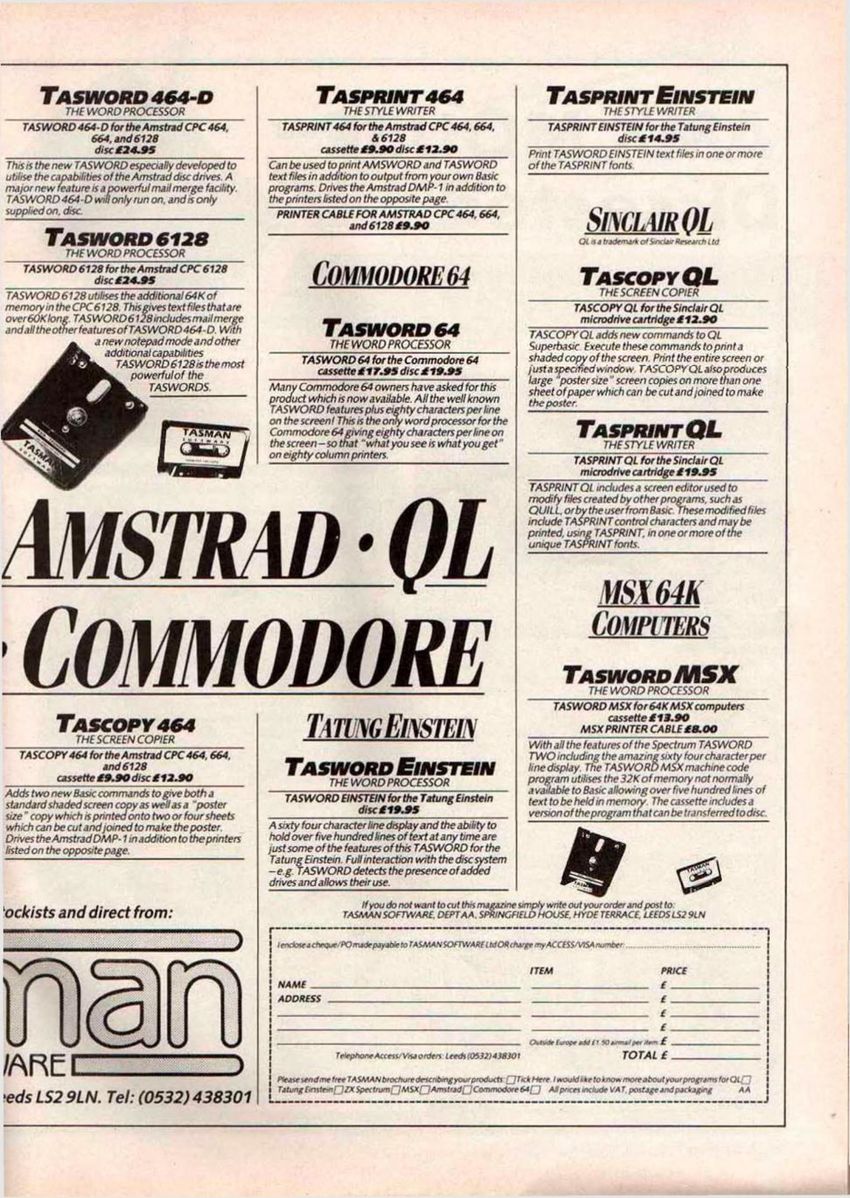 TASWORD 464-D
THE WORD PROCESSOR
TASWORD 464-D for the Amstrad CPC 464,
664, and 6128
disc £24.95
This is the new TASWORD especially developed to
utilise the capabilities of the Amstrad disc drives. A
major new feature is a powerful mail merge facility.
TASWORD 464-D will only run on, and is only
supplied on, disc.
TASWORD 6128
THE WORD PROCESSOR
TASWORD 6128 for the Amstrad CPC 6128
disc £24.95
TASWORD 6128 utilises the additional 64K of
memory in the CPC 6128. This gives text files that are
over 60K long. TASWORD 6128 includes mail merge
and all the other features of TASWORD 464-D. With
a new notepad mode and other
additional capabilities
TASWORD 6128 is the most
powerful of the
TASWORDS.
TASMAN
SOFTWARE
TASMAN
SOFTWARE
TASPRINT 464
THE STYLE WRITER
TASPRINT 464 for the Amstrad CPC 464, 664,
& 6128
cassette £9.90 disc £12.90
Can be used to print AMSWORD and TASWORD
text files in addition to output from your own Basic
programs. Drives the Amstrad DMP-1 in addition to
the printers listed on the opposite page.
PRINTER CABLE FOR AMSTRAD CPC 464, 664,
and 6128 £9.90
COMMODORE 64
TASWORD 64
THE WORD PROCESSOR
TASWORD 64 for the Commodore 64
cassette £17.95 disc £19.95
Many Commodore 64 owners have asked for this
product which is now available. All the well known
TASWORD features plus eighty characters per line
on the screen! This is the only word processor for the
Commodore 64 giving eighty characters per line on
the screen – so that "what you see is what you get"
on eighty column printers.
TASPRINT EINSTEIN
THE STYLE WRITER
TASPRINT EINSTEIN for the Tatung Einstein
disc £14.95
Print TASWORD EINSTEIN text files in one or more
of the TASPRINT fonts.
SINCLAIR QL
QL is a trademark of Sinclair Research Ltd
TASCOPY QL
THE SCREEN COPIER
TASCOPY QL for the Sinclair QL
microdrive cartridge £12.90
TASCOPY QL adds new commands to QL
Superbasic. Execute these commands to print a
shaded copy of the screen. Print the entire screen or
just a specified window. TASCOPY QL also produces
large "poster size" screen copies on more than one
sheet of paper which can be cut and joined to make
the poster.
TASPRINT QL
THE STYLE WRITER
TASPRINT QL for the Sinclair QL
microdrive cartridge £19.95
TASPRINT QL includes a screen editor used to
modify files created by other programs, such as
QUILL, or by the user from Basic. These modified files
include TASPRINT control characters and may be
printed, using TASPRINT, in one or more of the
unique TASPRINT fonts.
AMSTRAD · QL
· COMMODORE
MSX 64K
COMPUTERS
TASWORD MSX
THE WORD PROCESSOR
TASWORD MSX for 64K MSX computers
cassette £13.90
MSX PRINTER CABLE £8.00
With all the features of the Spectrum TASWORD
TWO including the amazing sixty four character per
line display. The TASWORD MSX machine code
program utilises the 32K of memory not normally
available to Basic allowing over five hundred lines of
text to be held in memory. The cassette includes a
version of the program that can be transferred to disc.
TASMAN
TASCOPY 464
THE SCREEN COPIER
TASCOPY 464 for the Amstrad CPC 464, 664,
and 6128
cassette £9.90 disc £12.90
Adds two new Basic commands to give both a
standard shaded screen copy as well as a "poster
size" copy which is printed onto two or four sheets
which can be cut and joined to make the poster.
Drives the Amstrad DMP-1 in addition to the printers
listed on the opposite page.
TATUNG EINSTEIN
TASWORD EINSTEIN
THE WORD PROCESSOR
TASWORD EINSTEIN for the Tatung Einstein
disc £19.95
A sixty four character line display and the ability to
hold over five hundred lines of text at any time are
just some of the features of this TASWORD for the
Tatung Einstein. Full interaction with the disc system
– e.g. TASWORD detects the presence of added
drives and allows their use.
ockists and direct from:
man
ARE
eds LS2 9LN. Tel: (0532) 438301
If you do not want to cut this magazine simply write out your order and post to:
TASMAN SOFTWARE, DEPT AA, SPRINGFIELD HOUSE, HYDE TERRACE, LEEDS LS2 9LN
I enclose a cheque/PO made payable to TASMAN SOFTWARE Ltd OR charge my ACCESS/VISA number:
ITEM PRICE
NAME £
ADDRESS £
£
£
Outside Europe add £1.50 airmail per item £
Telephone Access/Visa orders: Leeds (0532) 438301 TOTAL £
Please send me free TASMAN brochure describing your products: Tick Here. I would like to know more about your programs for QL
Tatung Einstein ZX Spectrum MSX Amstrad Commodore 64 All prices include VAT, postage and packaging AA